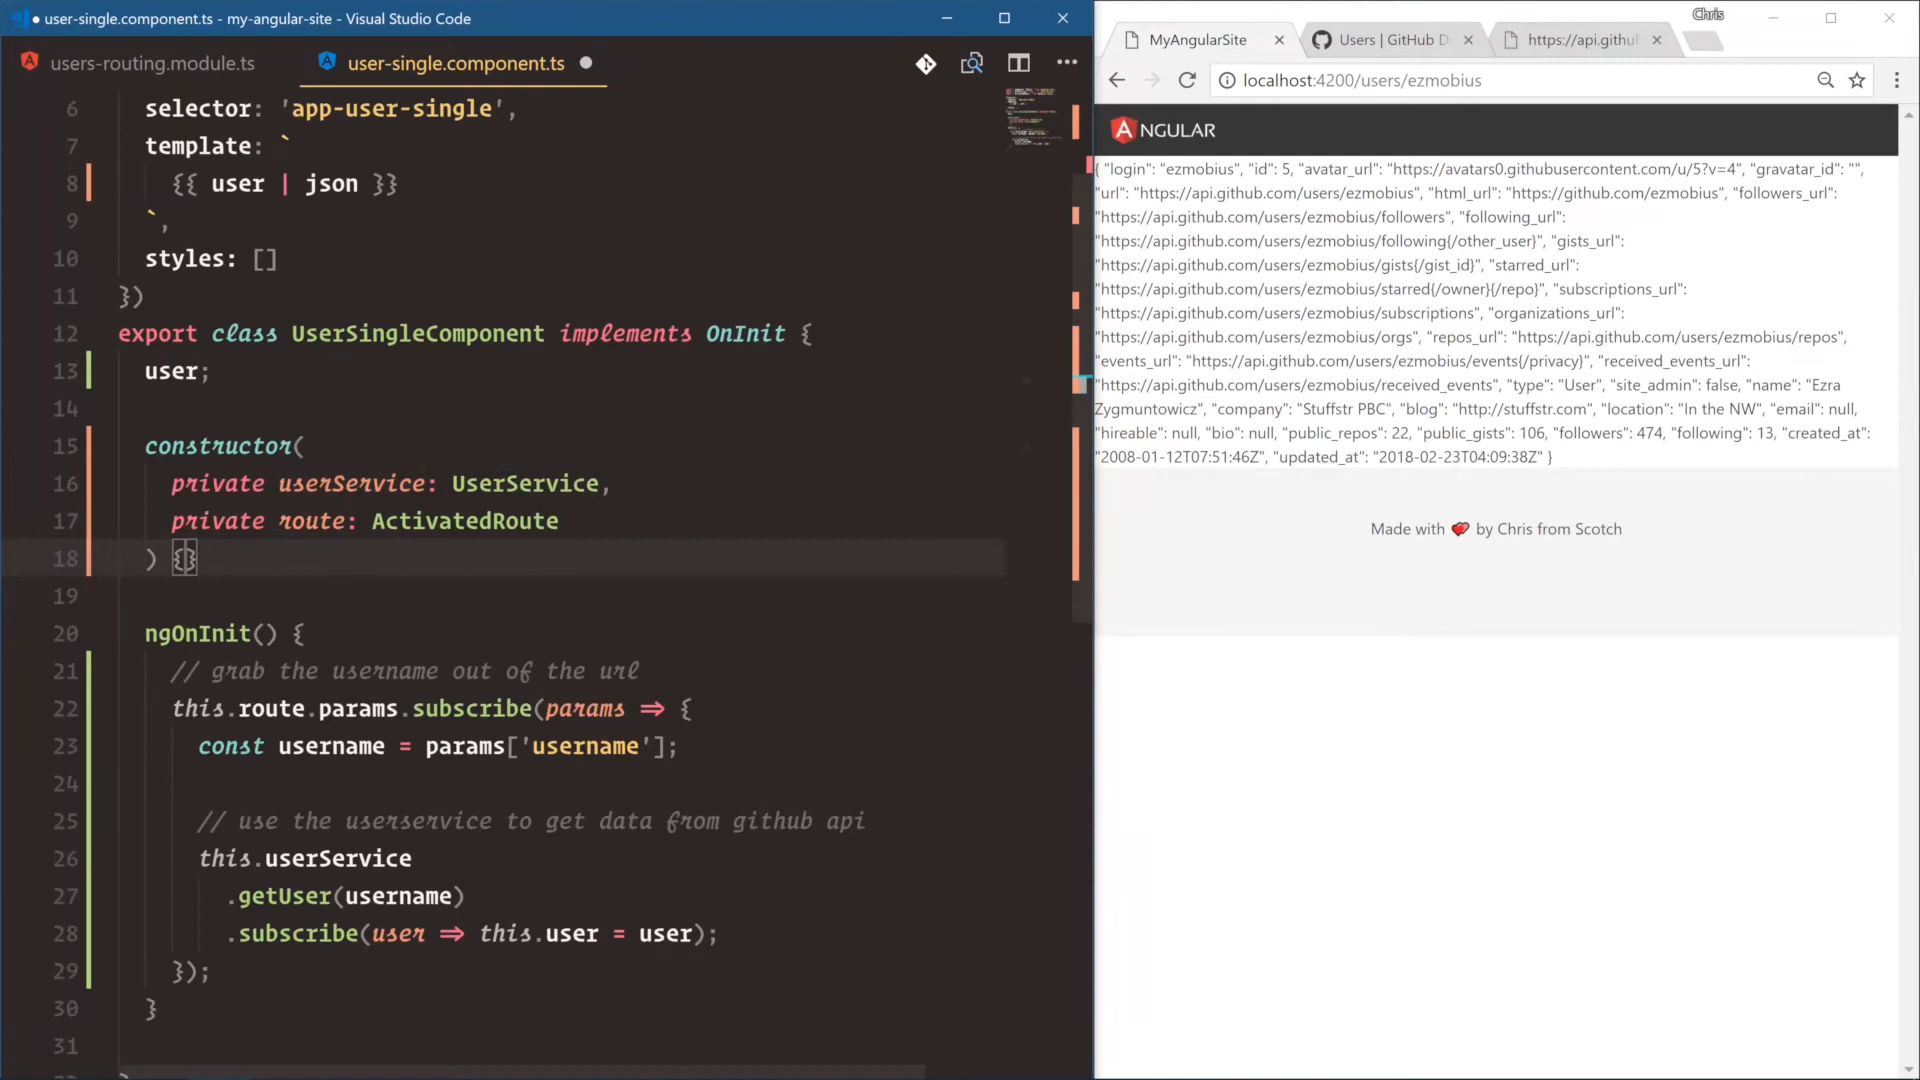 user-single.component.ts - my-angular-site - Visual Studio Code
users-routing.module.ts
user-single.component.ts
6 selector: 'app-user-single',
7 template: `
8 {{ user | json }}
9 `,
10 styles: []
11 })
12 export class UserSingleComponent implements OnInit {
13 user;
14
15 constructor(
16 private userService: UserService,
17 private route: ActivatedRoute
18 ) {}
19
20 ngOnInit() {
21 // grab the username out of the url
22 this.route.params.subscribe(params => {
23 const username = params['username'];
24
25 // use the userservice to get data from github api
26 this.userService
27 .getUser(username)
28 .subscribe(user => this.user = user);
29 });
30 }
31
Chris
MyAngularSite
Users | GitHub D
https://api.githu
localhost:4200/users/ezmobius
ANGULAR
{ "login": "ezmobius", "id": 5, "avatar_url": "https://avatars0.githubusercontent.com/u/5?v=4", "gravatar_id": "",
"url": "https://api.github.com/users/ezmobius", "html_url": "https://github.com/ezmobius", "followers_url":
"https://api.github.com/users/ezmobius/followers", "following_url":
"https://api.github.com/users/ezmobius/following{/other_user}", "gists_url":
"https://api.github.com/users/ezmobius/gists{/gist_id}", "starred_url":
"https://api.github.com/users/ezmobius/starred{/owner}{/repo}", "subscriptions_url":
"https://api.github.com/users/ezmobius/subscriptions", "organizations_url":
"https://api.github.com/users/ezmobius/orgs", "repos_url": "https://api.github.com/users/ezmobius/repos",
"events_url": "https://api.github.com/users/ezmobius/events{/privacy}", "received_events_url":
"https://api.github.com/users/ezmobius/received_events", "type": "User", "site_admin": false, "name": "Ezra
Zygmuntowicz", "company": "Stuffstr PBC", "blog": "http://stuffstr.com", "location": "In the NW", "email": null,
"hireable": null, "bio": null, "public_repos": 22, "public_gists": 106, "followers": 474, "following": 13, "created_at":
"2008-01-12T07:51:46Z", "updated_at": "2018-02-23T04:09:38Z" }
Made with ❤ by Chris from Scotch